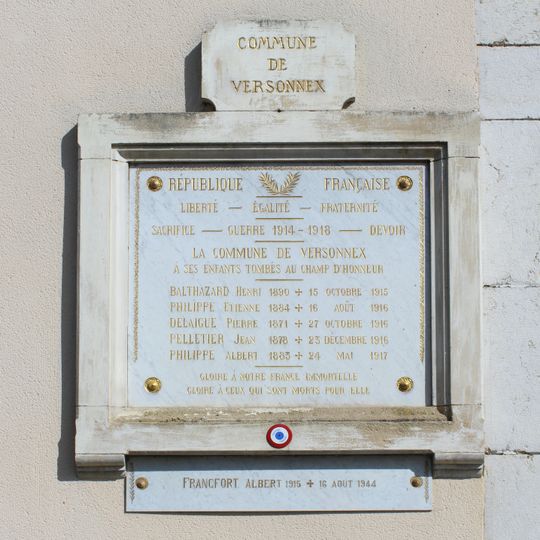 COMMUNE
DE
VERSONNEX
RÉPUBLIQUE FRANÇAISE
LIBERTÉ — ÉGALITÉ — FRATERNITÉ
SACRIFICE — GUERRE 1914-1918 — DEVOIR
LA COMMUNE DE VERSONNEX
A SES ENFANTS TOMBÉS AU CHAMP D'HONNEUR
BALTHAZARD HENRI 1890 + 15 OCTOBRE 1915
PHILIPPE ETIENNE 1884 + 16 AOÛT 1916
DELAIGUE PIERRE 1871 + 27 OCTOBRE 1916
PELLETIER JEAN 1878 + 23 DÉCEMBRE 1916
PHILIPPE ALBERT 1883 + 24 MAI 1917
GLOIRE À NOTRE FRANCE IMMORTELLE
GLOIRE À CEUX QUI SONT MORTS POUR ELLE
FRANCFORT ALBERT 1915 + 16 AOÛT 1944